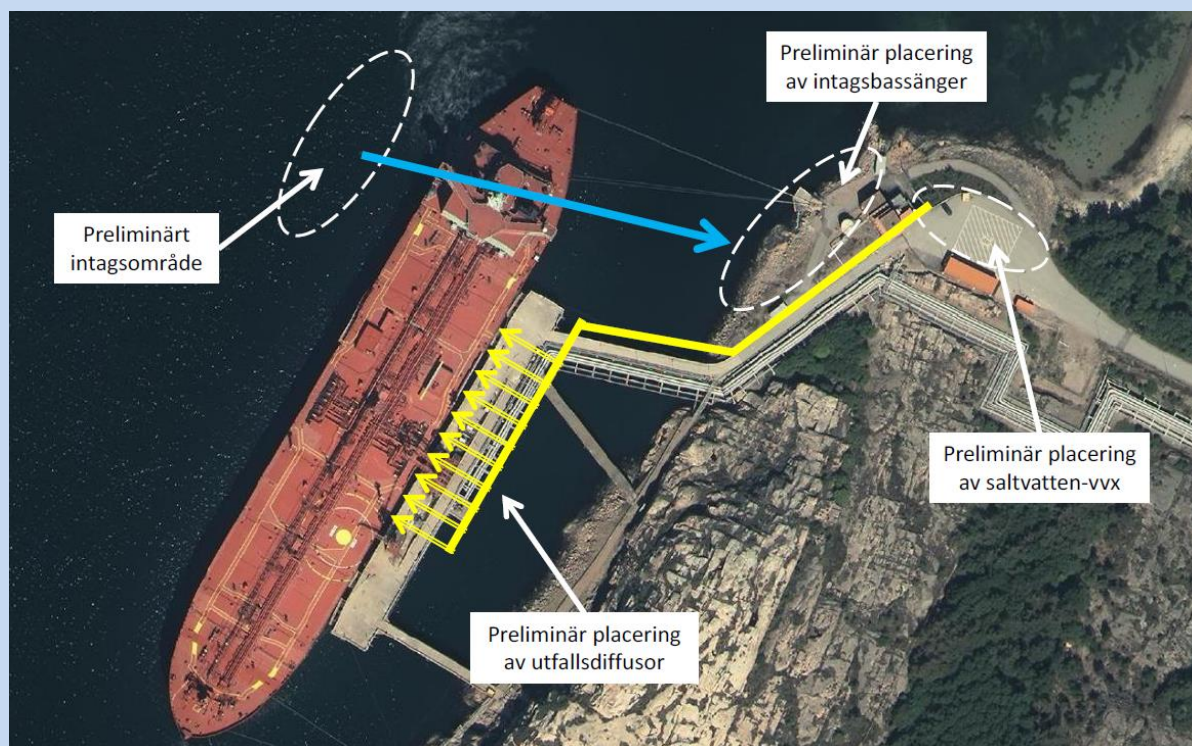 Preliminär placering
av intagsbassänger
Preliminärt
intagsområde
Preliminär placering
av saltvatten-vvx
Preliminär placering
av utfallsdiffusor